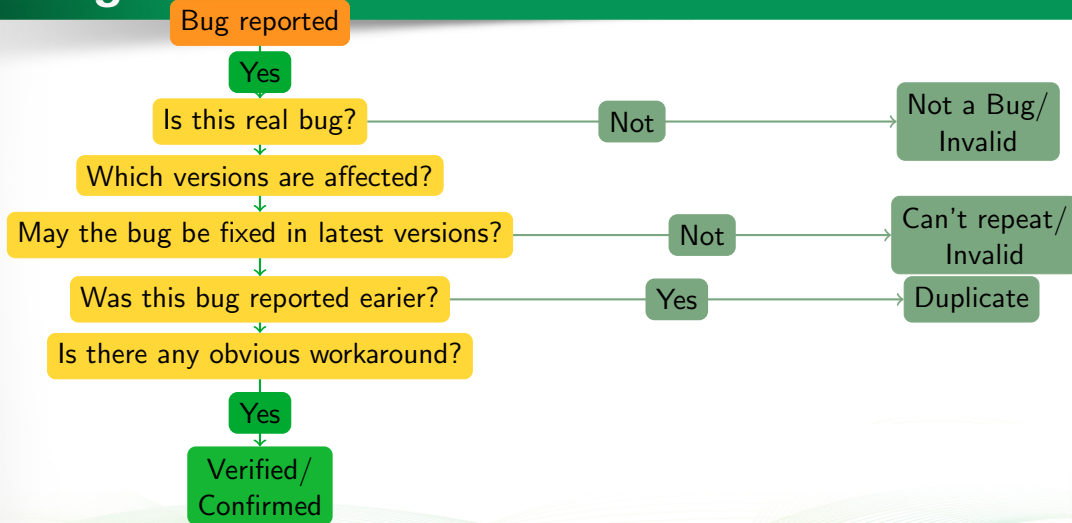 Bug reported
Yes
Is this real bug?
Not
Not a Bug/
Invalid
Which versions are affected?
May the bug be fixed in latest versions?
Not
Can't repeat/
Invalid
Was this bug reported earier?
Yes
Duplicate
Is there any obvious workaround?
Yes
Verified/
Confirmed